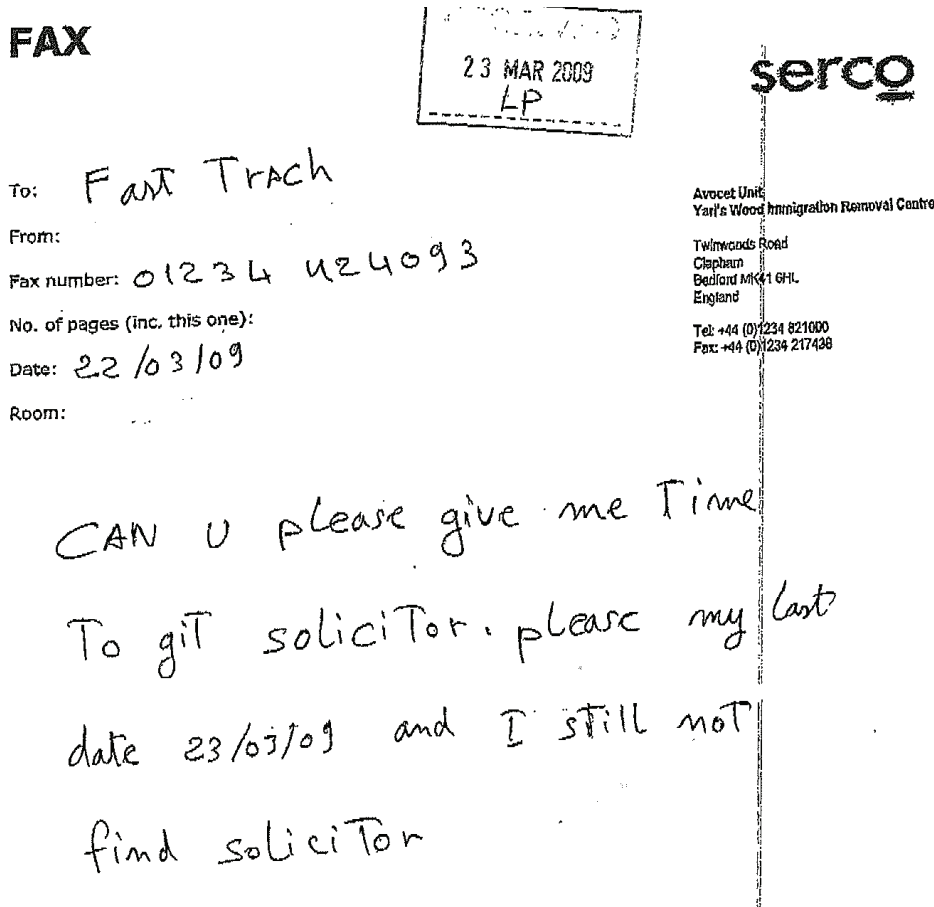 FAX
23 MAR 2009
LP
serco
To: Fast Trach
From:
Fax number: 01234 424093
No. of pages (inc. this one):
Date: 22/03/09
Room:
Avocet Unit
Yarl's Wood Immigration Removal Centre
Twinwoods Road
Clapham
Bedford MK41 6HL
England
Tel: +44 (0)1234 821000
Fax: +44 (0)1234 217438
CAN U please give me Time
To giT soliciTor. please my last
date 23/03/09 and I still not
find soliciTor